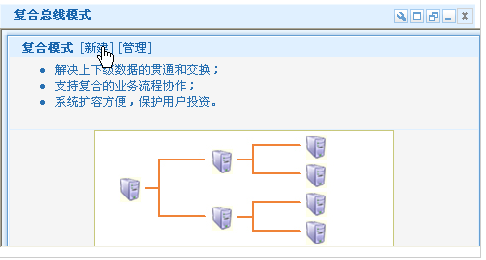 复合总线模式
复合模式 [新建] [管理]
解决上下级数据的贯通和交换；
支持复合的业务流程协作；
系统扩容方便，保护用户投资。